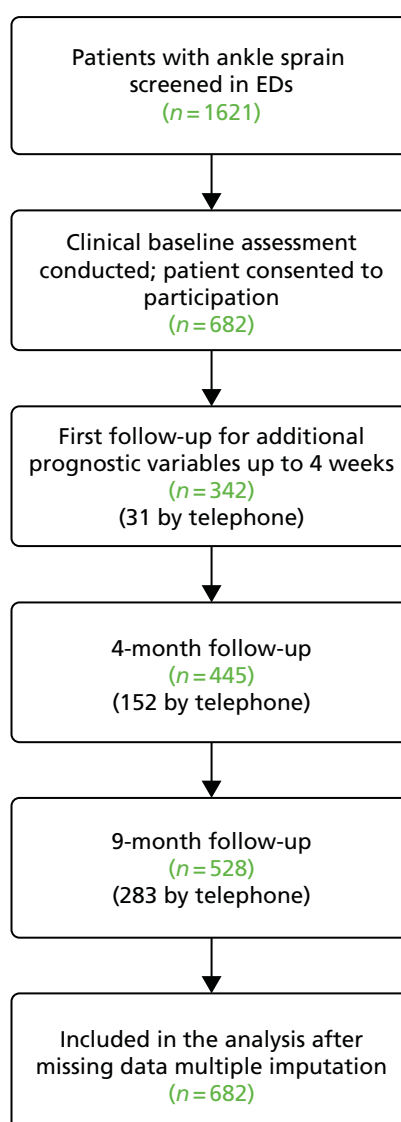 Patients with ankle sprain
screened in EDs
(n = 1621)
Clinical baseline assessment
conducted; patient consented to
participation
(n = 682)
First follow-up for additional
prognostic variables up to 4 weeks
(n = 342)
(31 by telephone)
4-month follow-up
(n = 445)
(152 by telephone)
9-month follow-up
(n = 528)
(283 by telephone)
Included in the analysis after
missing data multiple imputation
(n = 682)